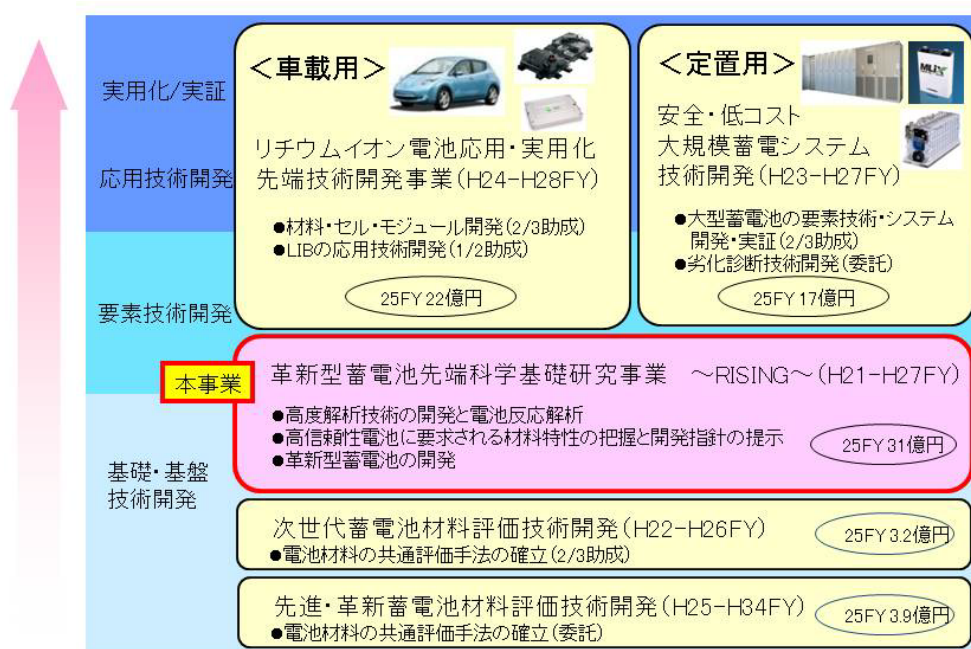 実用化/実証
応用技術開発
要素技術開発
基礎・基盤
技術開発
<車載用>
リチウムイオン電池応用・実用化
先端技術開発事業(H24-H28FY)
●材料・セル・モジュール開発(2/3助成)
●LIBの応用技術開発(1/2助成)
25FY 22億円
<定置用>
安全・低コスト
大規模蓄電システム
技術開発(H23-H27FY)
●大型蓄電池の要素技術・システム
開発・実証(2/3助成)
●劣化診断技術開発(委託)
25FY 17億円
本事業
革新型蓄電池先端科学基礎研究事業 ～RISING～(H21-H27FY)
●高度解析技術の開発と電池反応解析
●高信頼性電池に要求される材料特性の把握と開発指針の提示
●革新型蓄電池の開発
25FY 31億円
次世代蓄電池材料評価技術開発(H22-H26FY)
●電池材料の共通評価手法の確立(2/3助成)
25FY 3.2億円
先進・革新蓄電池材料評価技術開発(H25-H34FY)
●電池材料の共通評価手法の確立(委託)
25FY 3.9億円